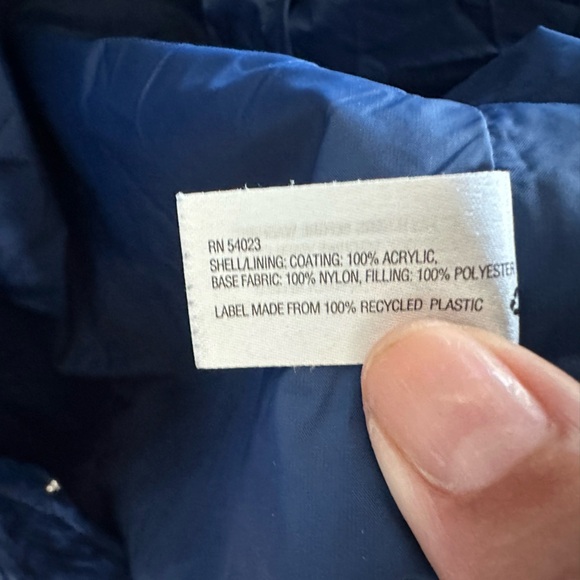 RN 54023
SHELL/LINING: COATING: 100% ACRYLIC,
BASE FABRIC: 100% NYLON, FILLING: 100% POLYESTER
LABEL MADE FROM 100% RECYCLED PLASTIC